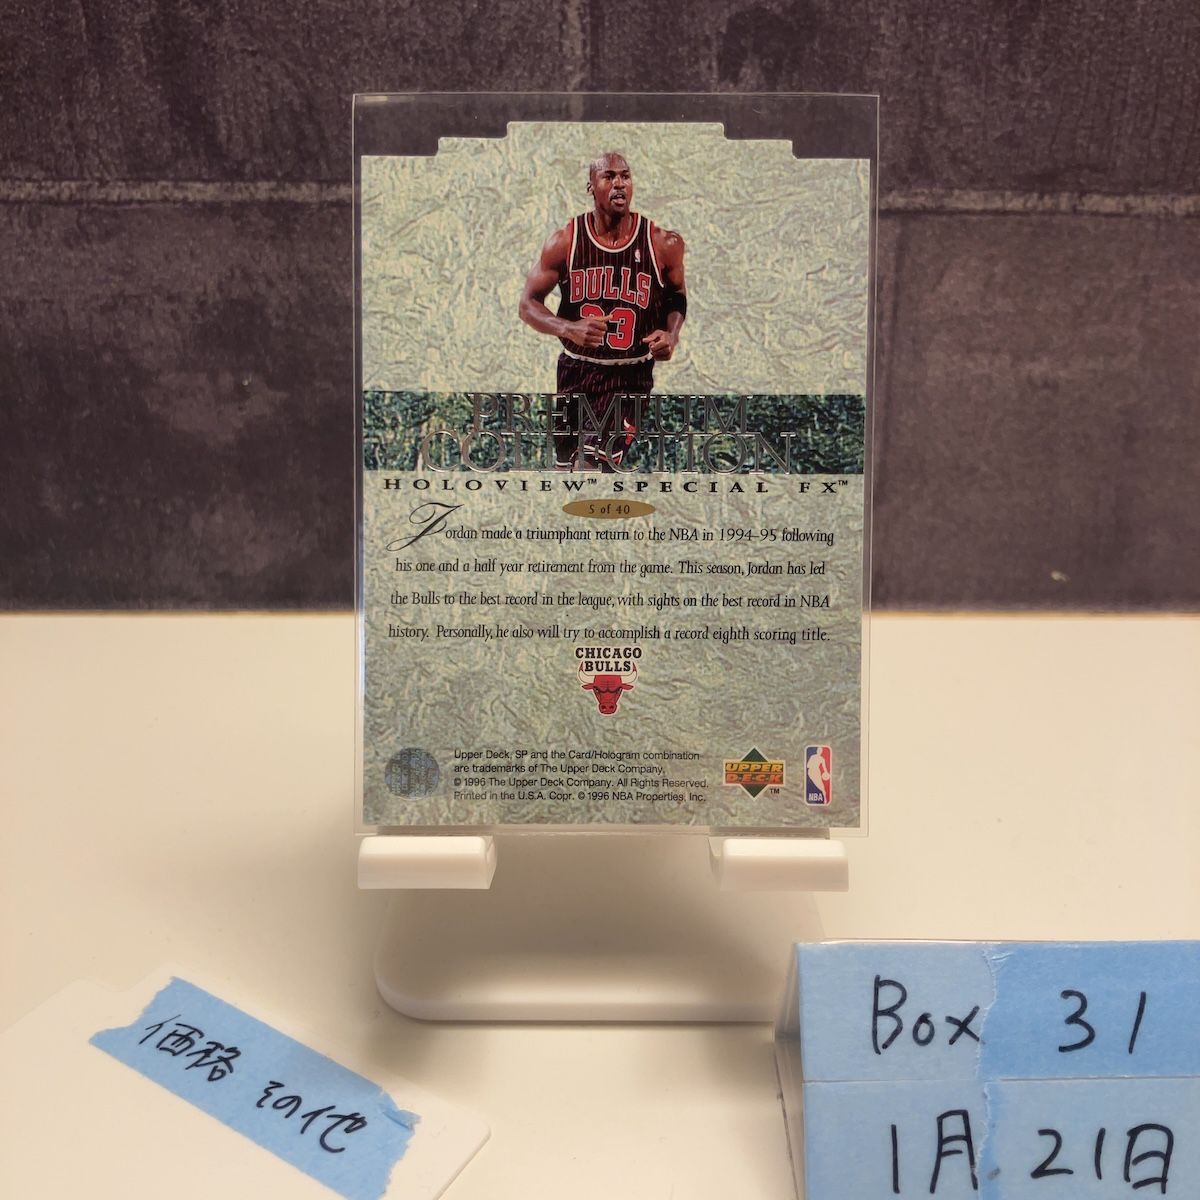 BULLS
23
PREMIUM
COLLECTION
HOLOVIEW™ SPECIAL FX™
5 of 40
Jordan made a triumphant return to the NBA in 1994-95 following
his one and a half year retirement from the game. This season, Jordan has led
the Bulls to the best record in the league, with sights on the best record in NBA
history. Personally, he also will try to accomplish a record eighth scoring title.
CHICAGO
BULLS
Upper Deck, SP and the Card/Hologram combination
are trademarks of The Upper Deck Company.
© 1996 The Upper Deck Company. All Rights Reserved.
Printed in the U.S.A. Copr. © 1996 NBA Properties, Inc.
UPPER
DECK™
NBA
価格 その他
Box 31
1月 21日